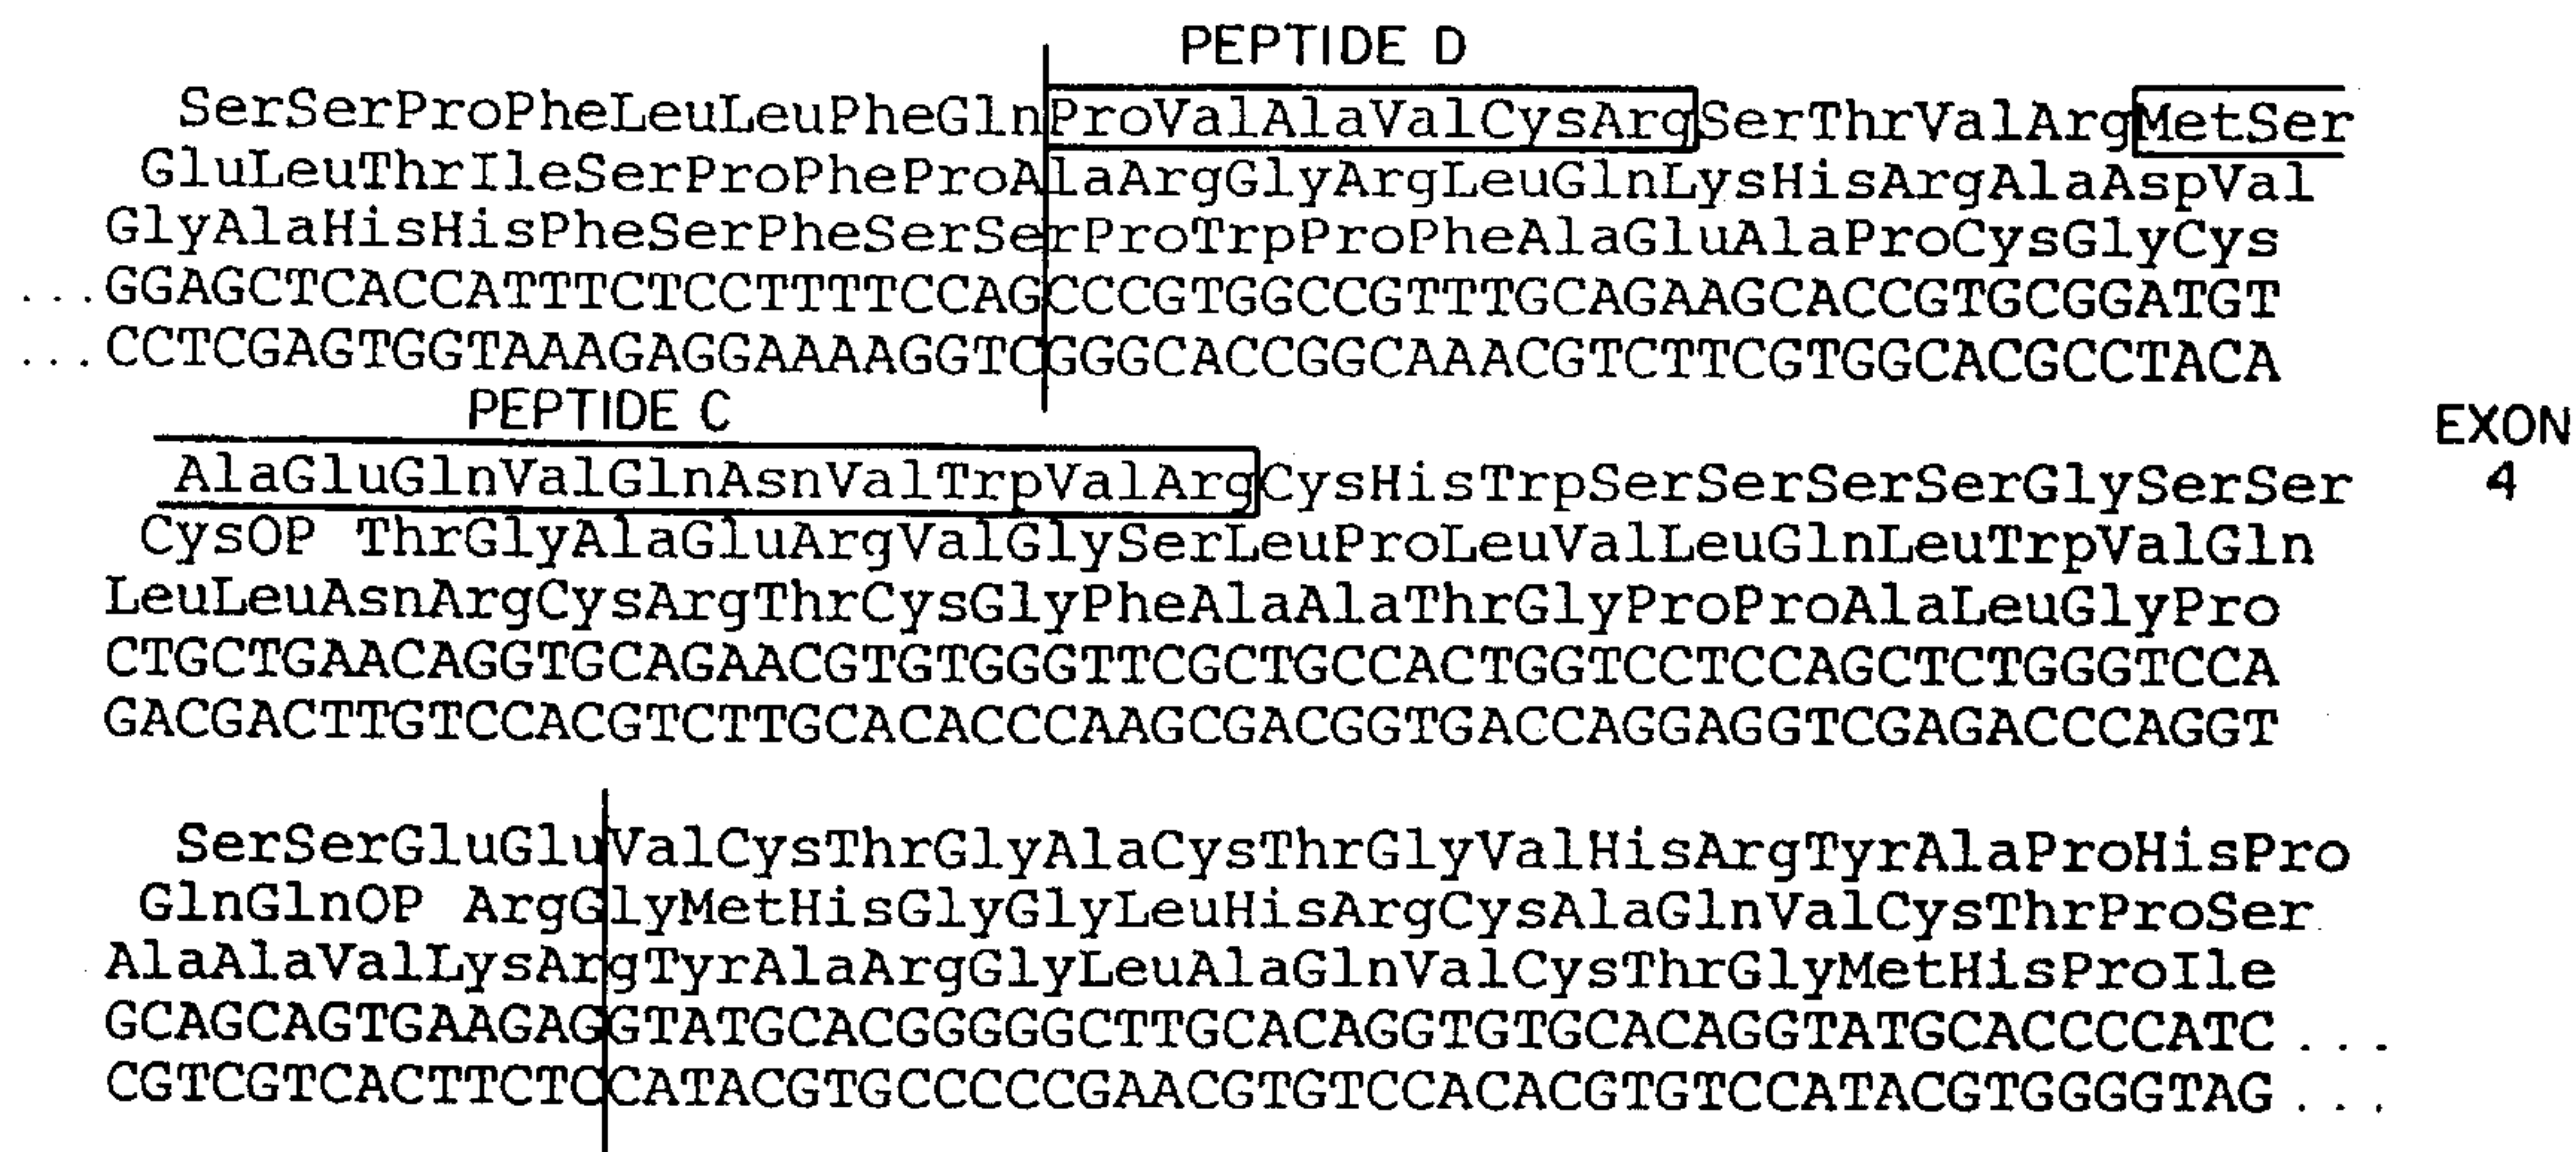 PEPTIDE D
SerSerProPheLeuLeuPheGlnProValAlaValCysArgSerThrValArgMetSer
GluLeuThrIleSerProPheProAlaArgGlyArgLeuGlnLysHisArgAlaAspVal
GlyAlaHisHisPheSerPheSerSerProTrpProPheAlaGluAlaProCysGlyCys
...GGAGCTCACCATTTCTCCTTTTCCAGCCCGTGGCCGTTTGCAGAAGCACCGTGCGGATGT
...CCTCGAGTGGTAAAGAGGAAAAGGTCGGGCACCGGCAAACGTCTTCGTGGCACGCCTACA
PEPTIDE C
EXON
4
AlaGluGlnValGlnAsnValTrpValArgCysHisTrpSerSerSerSerGlySerSer
CysOP ThrGlyAlaGluArgValGlySerLeuProLeuValLeuGlnLeuTrpValGln
LeuLeuAsnArgCysArgThrCysGlyPheAlaAlaThrGlyProProAlaLeuGlyPro
CTGCTGAACAGGTGCAGAACGTGTGGGTTCGCTGCCACTGGTCCTCCAGCTCTGGGTCCA
GACGACTTGTCCACGTCTTGCACACCCAAGCGACGGTGACCAGGAGGTCGAGACCCAGGT
SerSerGluGluValCysThrGlyAlaCysThrGlyValHisArgTyrAlaProHisPro
GlnGlnOP ArgGlyMetHisGlyGlyLeuHisArgCysAlaGlnValCysThrProSer
AlaAlaValLysArgTyrAlaArgGlyLeuAlaGlnValCysThrGlyMetHisProIle
GCAGCAGTGAAGAGGTATGCACGGGGGCTTGCACAGGTGTGCACAGGTATGCACCCCATC...
CGTCGTCACTTCTCCATACGTGCCCCCGAACGTGTCCACACGTGTCCATACGTGGGGTAG...